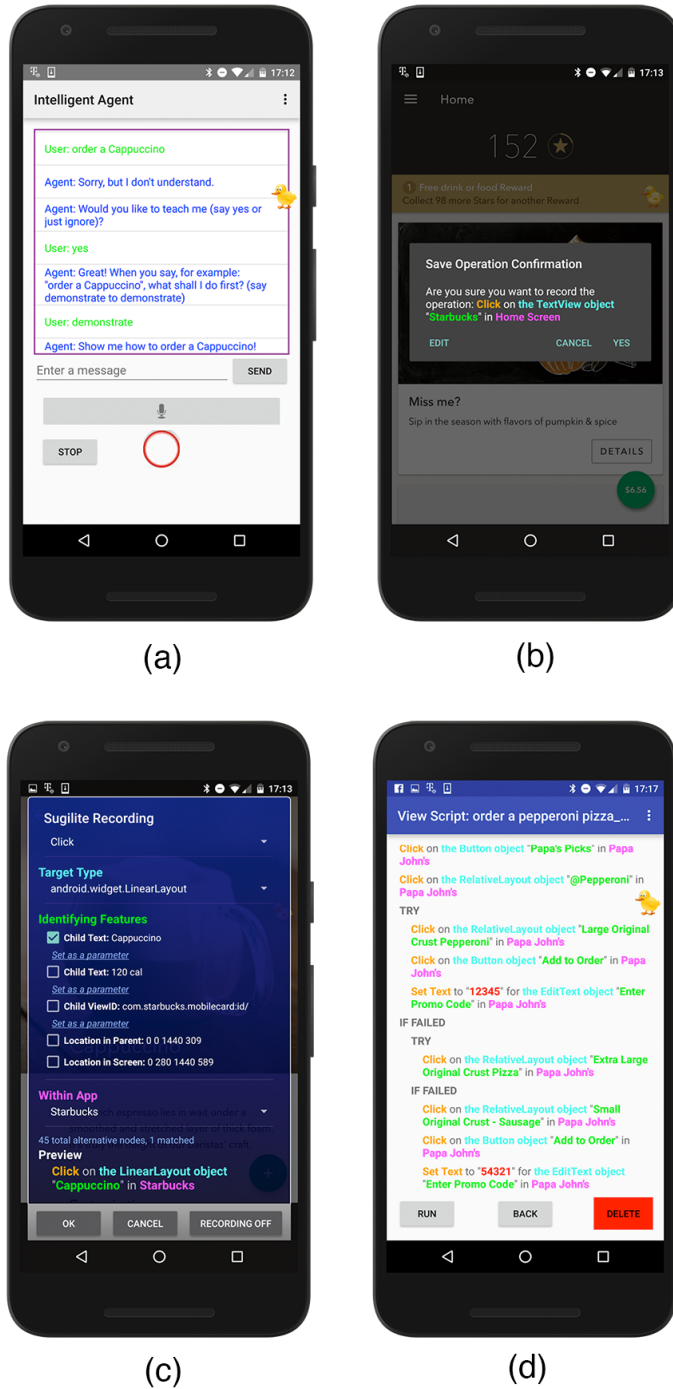 17:12
Intelligent Agent
User: order a Cappuccino
Agent: Sorry, but I don't understand.
Agent: Would you like to teach me (say yes or
just ignore)?
User: yes
Agent: Great! When you say, for example:
"order a Cappuccino", what shall I do first? (say
demonstrate to demonstrate)
User: demonstrate
Agent: Show me how to order a Cappuccino!
Enter a message
SEND
STOP
(a)
17:13
Home
152
1 Free drink or food Reward
Collect 98 more Stars for another Reward
Save Operation Confirmation
Are you sure you want to record the
operation: Click on the TextView object
"Starbucks" in Home Screen
EDIT CANCEL YES
Miss me?
Sip in the season with flavors of pumpkin & spice
DETAILS
$6.56
(b)
17:13
Sugilite Recording
Click
Target Type
android.widget.LinearLayout
Identifying Features
Child Text: Cappuccino
Set as a parameter
Child Text: 120 cal
Set as a parameter
Child ViewID: com.starbucks.mobilecard:id/
Set as a parameter
Location in Parent: 0 0 1440 309
Location in Screen: 0 280 1440 589
Cappuccino
Within App
Starbucks
espresso lies in wait under a
smoothed and stretched layer of thick foam.
craft.
45 total alternative nodes, 1 matched
Preview
Click on the LinearLayout object
"Cappuccino" in Starbucks
OK CANCEL RECORDING OFF
(c)
17:17
View Script: order a pepperoni pizza_...
Click on the Button object "Papa's Picks" in Papa
John's
Click on the RelativeLayout object "@Pepperoni" in
Papa John's
TRY
Click on the RelativeLayout object "Large Original
Crust Pepperoni" in Papa John's
Click on the Button object "Add to Order" in Papa
John's
Set Text to "12345" for the EditText object "Enter
Promo Code" in Papa John's
IF FAILED
TRY
Click on the RelativeLayout object "Extra Large
Original Crust Pizza" in Papa John's
IF FAILED
Click on the RelativeLayout object "Small
Original Crust - Sausage" in Papa John's
Click on the Button object "Add to Order" in
Papa John's
Set Text to "54321" for the EditText object
"Enter Promo Code" in Papa John's
RUN BACK DELETE
(d)